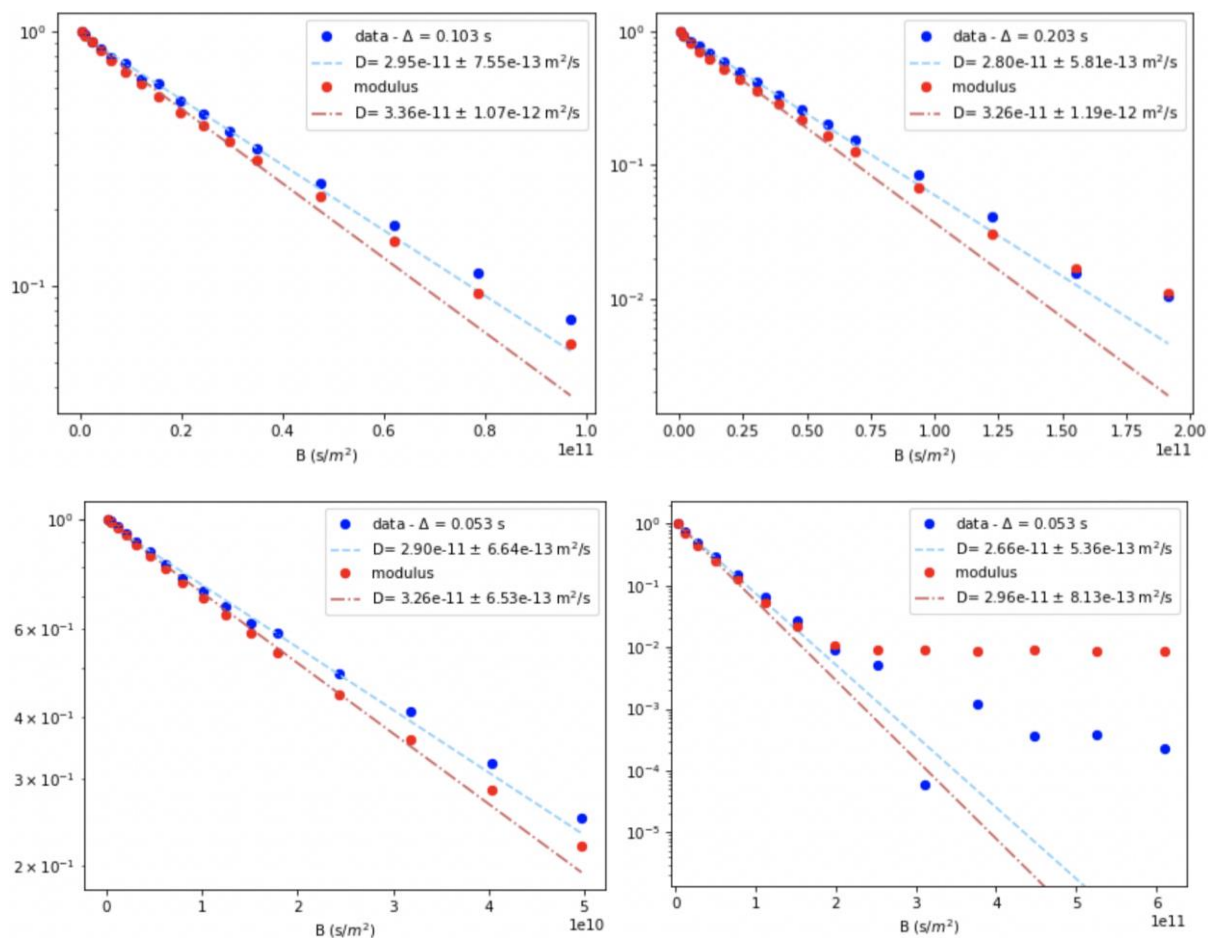 10⁰
10⁻¹
data - Δ = 0.103 s
D= 2.95e-11 ± 7.55e-13 m²/s
modulus
D= 3.36e-11 ± 1.07e-12 m²/s
0.0 0.2 0.4 0.6 0.8 1.0
1e11
B (s/m²)
10⁰
10⁻¹
10⁻²
data - Δ = 0.203 s
D= 2.80e-11 ± 5.81e-13 m²/s
modulus
D= 3.26e-11 ± 1.19e-12 m²/s
0.00 0.25 0.50 0.75 1.00 1.25 1.50 1.75 2.00
1e11
B (s/m²)
10⁰
6 × 10⁻¹
4 × 10⁻¹
3 × 10⁻¹
2 × 10⁻¹
data - Δ = 0.053 s
D= 2.90e-11 ± 6.64e-13 m²/s
modulus
D= 3.26e-11 ± 6.53e-13 m²/s
0 1 2 3 4 5
1e10
B (s/m²)
10⁰
10⁻¹
10⁻²
10⁻³
10⁻⁴
10⁻⁵
data - Δ = 0.053 s
D= 2.66e-11 ± 5.36e-13 m²/s
modulus
D= 2.96e-11 ± 8.13e-13 m²/s
0 1 2 3 4 5 6
1e11
B (s/m²)